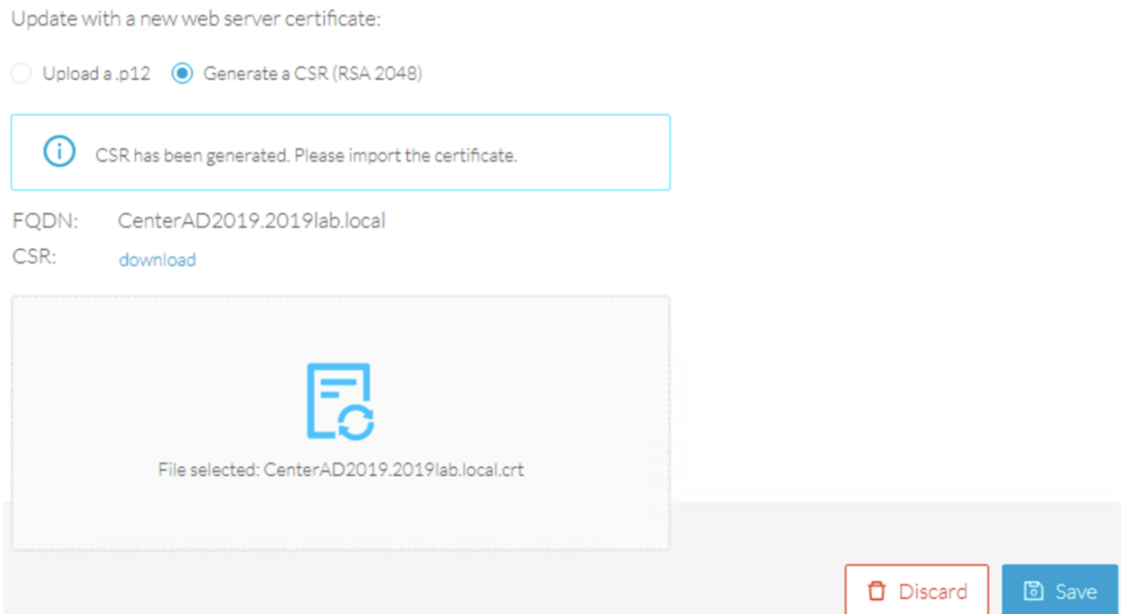 Update with a new web server certificate:
Upload a .p12 Generate a CSR (RSA 2048)
CSR has been generated. Please import the certificate.
FQDN: CenterAD2019.2019lab.local
CSR: download
File selected: CenterAD2019.2019lab.local.crt
Discard Save